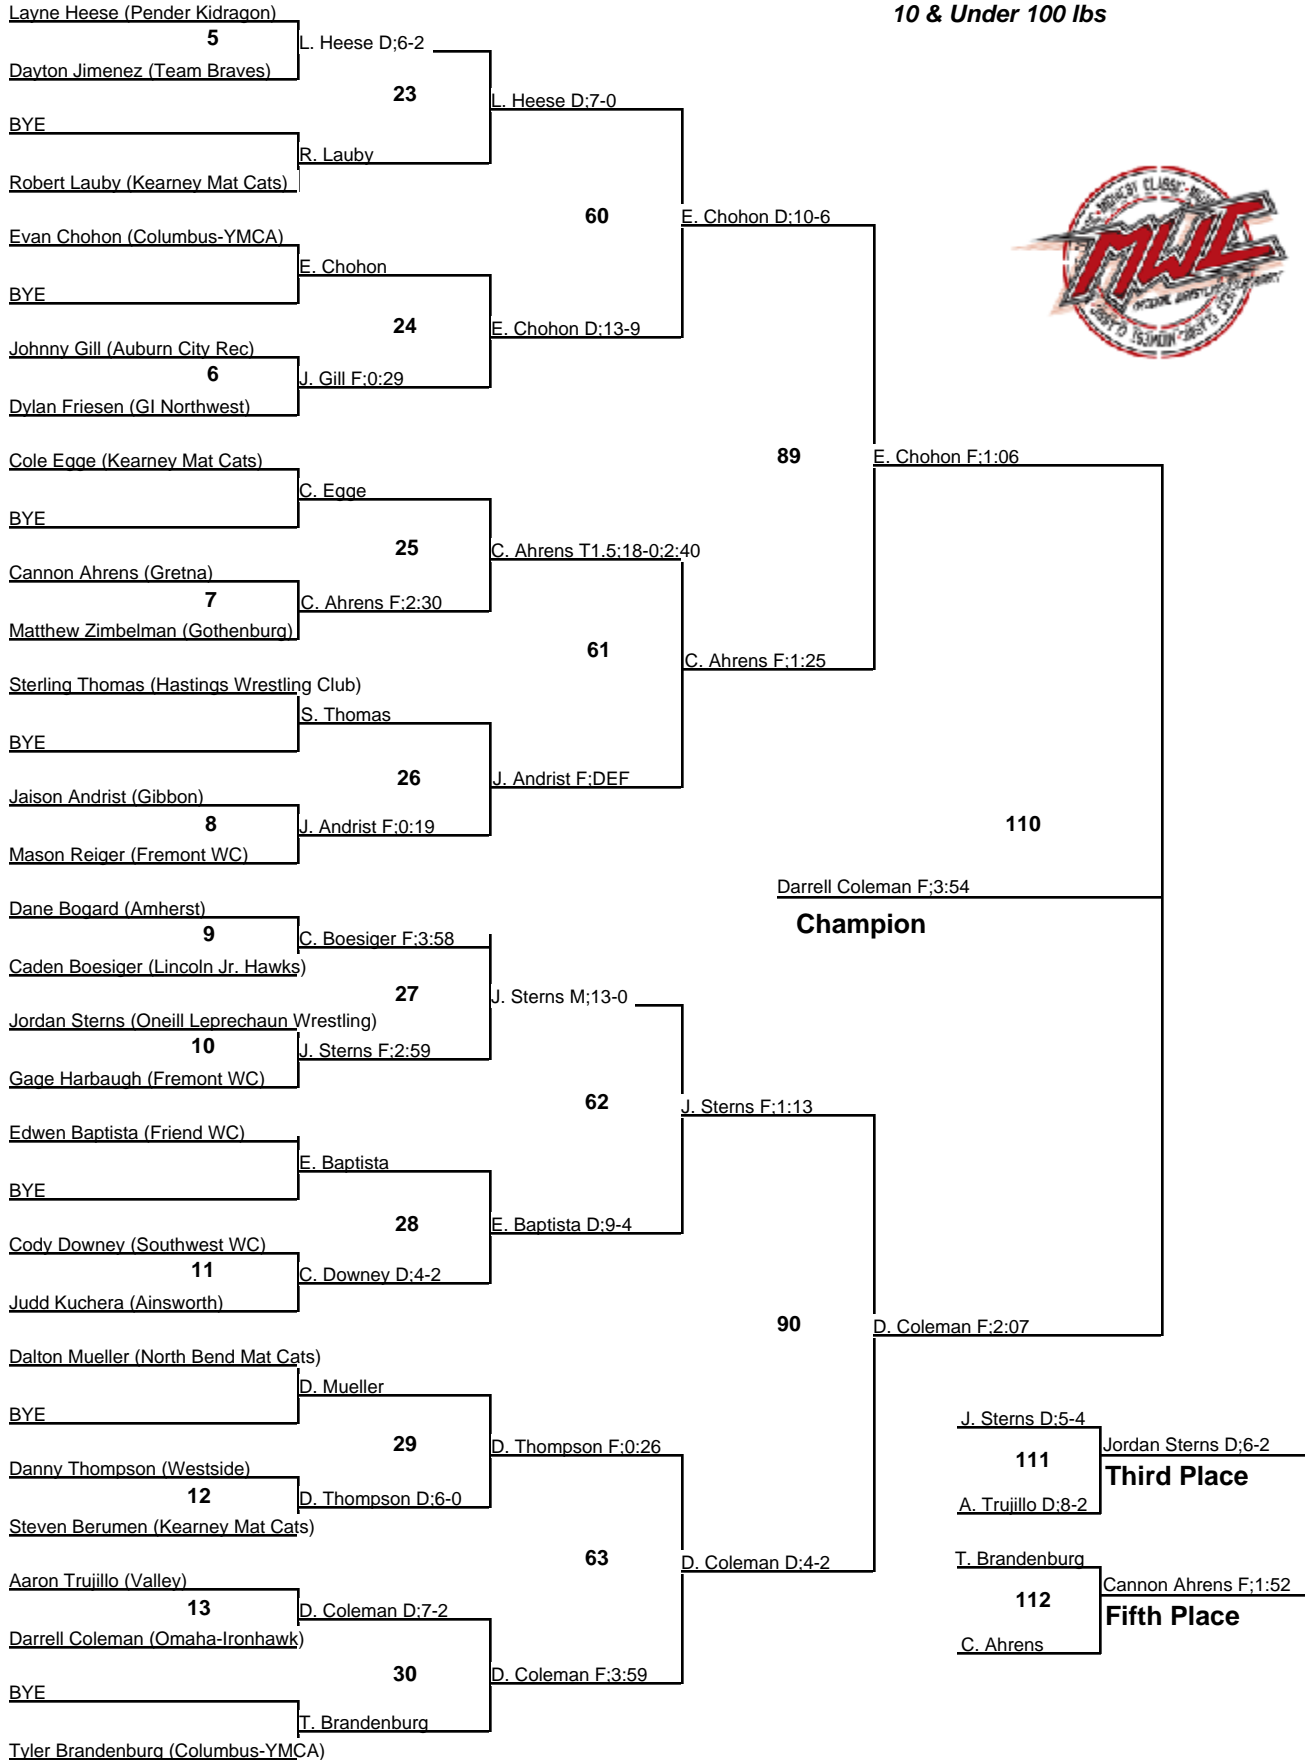 10 & Under 100 lbs
Layne Heese (Pender Kidragon)
5
L. Heese D;6-2
Dayton Jimenez (Team Braves)
23
L. Heese D;7-0
BYE
R. Lauby
Robert Lauby (Kearney Mat Cats)
60
E. Chohon D;10-6
Evan Chohon (Columbus-YMCA)
E. Chohon
BYE
24
E. Chohon D;13-9
Johnny Gill (Auburn City Rec)
6
J. Gill F;0:29
Dylan Friesen (GI Northwest)
MWC
89
E. Chohon F;1:06
Cole Egge (Kearney Mat Cats)
C. Egge
BYE
25
C. Ahrens T1.5;18-0;2:40
Cannon Ahrens (Gretna)
7
C. Ahrens F;2:30
Matthew Zimbelman (Gothenburg)
61
C. Ahrens F;1:25
Sterling Thomas (Hastings Wrestling Club)
S. Thomas
BYE
26
J. Andrist F;DEF
Jaison Andrist (Gibbon)
8
J. Andrist F;0:19
Mason Reiger (Fremont WC)
110
Darrell Coleman F;3:54
Champion
Dane Bogard (Amherst)
9
C. Boesiger F;3:58
Caden Boesiger (Lincoln Jr. Hawks)
27
J. Sterns M;13-0
Jordan Sterns (Oneill Leprechaun Wrestling)
10
J. Sterns F;2:59
Gage Harbaugh (Fremont WC)
62
J. Sterns F;1:13
Edwen Baptista (Friend WC)
E. Baptista
BYE
28
E. Baptista D;9-4
Cody Downey (Southwest WC)
11
C. Downey D;4-2
Judd Kuchera (Ainsworth)
90
D. Coleman F;2:07
Dalton Mueller (North Bend Mat Cats)
D. Mueller
BYE
29
D. Thompson F;0:26
Danny Thompson (Westside)
12
D. Thompson D;6-0
Steven Berumen (Kearney Mat Cats)
63
D. Coleman D;4-2
Aaron Trujillo (Valley)
13
D. Coleman D;7-2
Darrell Coleman (Omaha-Ironhawk)
30
D. Coleman F;3:59
BYE
T. Brandenburg
Tyler Brandenburg (Columbus-YMCA)
J. Sterns D;5-4
111
Jordan Sterns D;6-2
Third Place
A. Trujillo D;8-2
T. Brandenburg
112
Cannon Ahrens F;1:52
Fifth Place
C. Ahrens